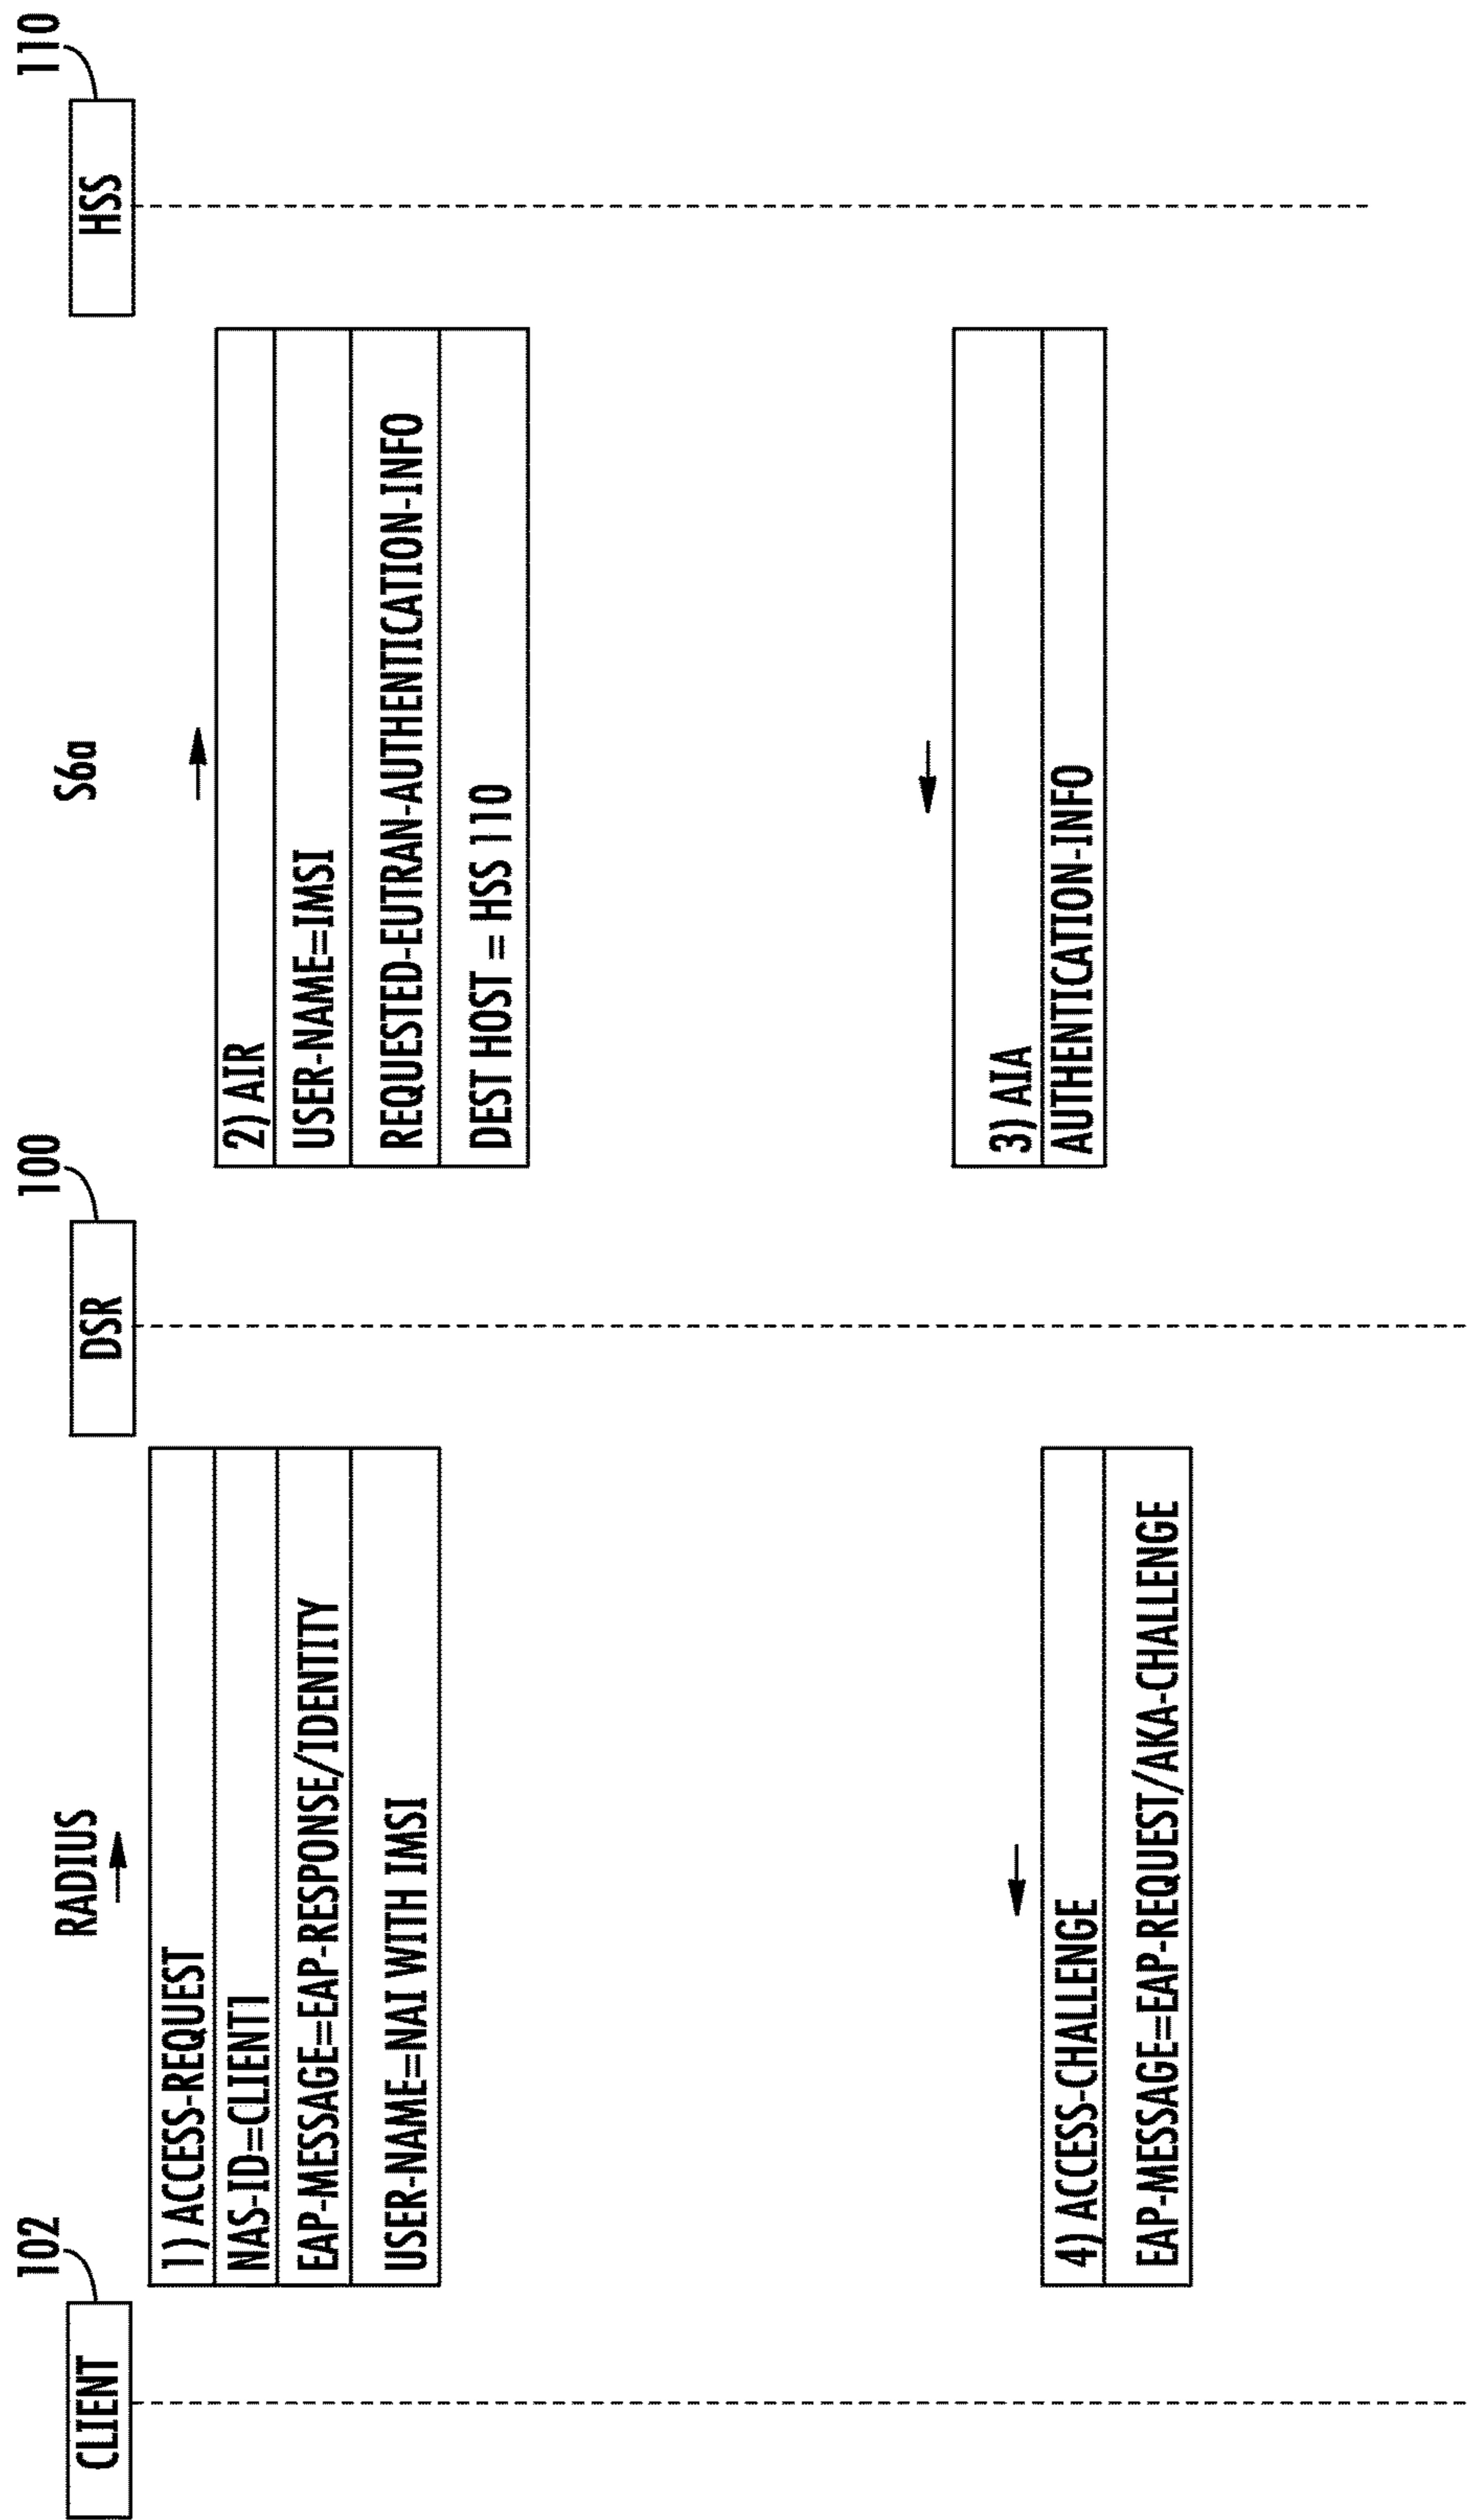 102
CLIENT
100
DSR
110
HSS
RADIUS
S6a
1) ACCESS-REQUEST
NAS-ID=CLIENT1
EAP-MESSAGE=EAP-RESPONSE/IDENTITY
USER-NAME=NAI WITH IMSI
2) AIR
USER-NAME=IMSI
REQUESTED-EUTRAN-AUTHENTICATION-INFO
DEST HOST = HSS 110
3) AIA
AUTHENTICATION-INFO
4) ACCESS-CHALLENGE
EAP-MESSAGE=EAP-REQUEST/AKA-CHALLENGE